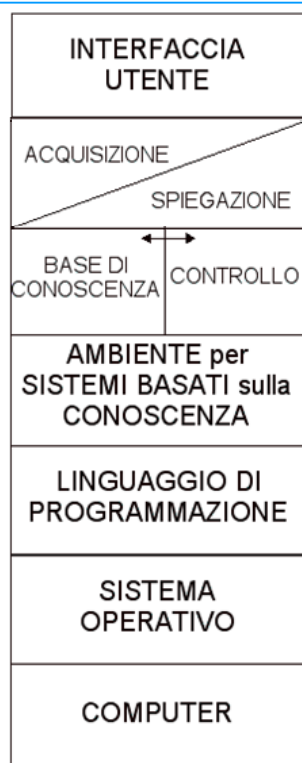 INTERFACCIA
UTENTE
ACQUISIZIONE
SPIEGAZIONE
BASE DI
CONOSCENZA
CONTROLLO
AMBIENTE per
SISTEMI BASATI sulla
CONOSCENZA
LINGUAGGIO DI
PROGRAMMAZIONE
SISTEMA
OPERATIVO
COMPUTER